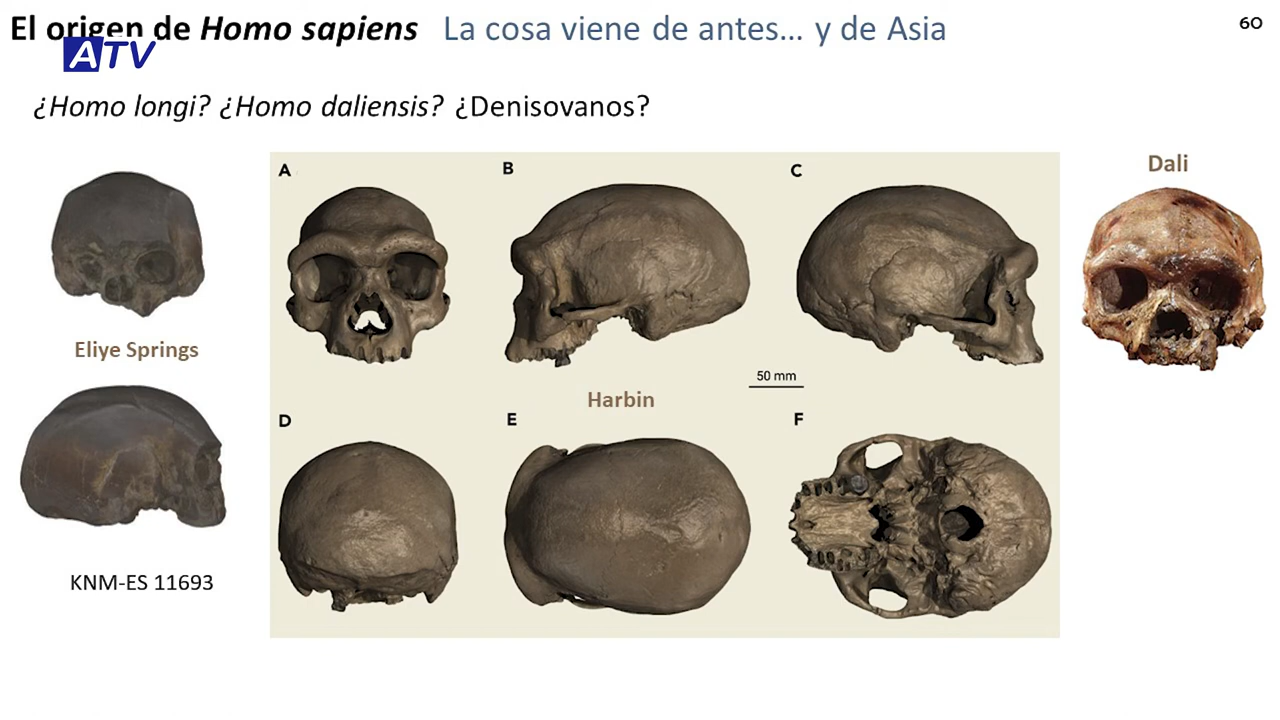 El origen de Homo sapiens La cosa viene de antes... y de Asia
60
ATV
¿Homo longi? ¿Homo daliensis? ¿Denisovanos?
A
B
C
Dali
Eliye Springs
50 mm
Harbin
D
E
F
KNM-ES 11693